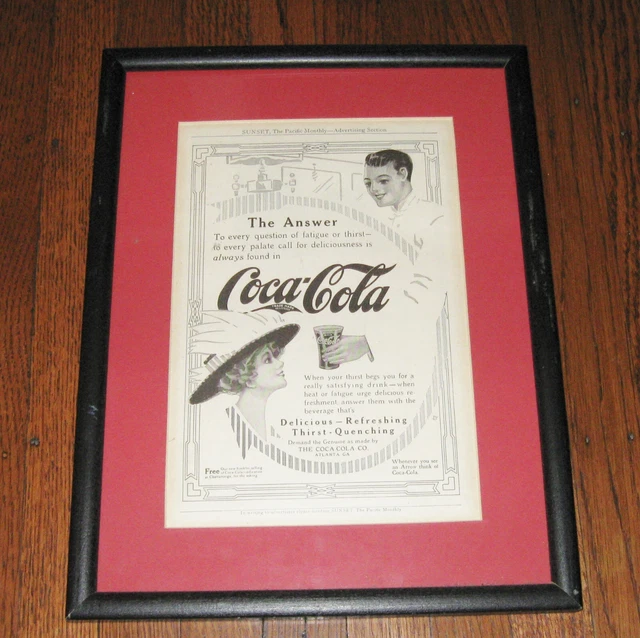 SUNSET, The Pacific Monthly—Advertising Section
The Answer
To every question of fatigue or thirst—
to every palate call for deliciousness is
always found in
Coca-Cola
When your thirst begs you for a
really satisfying drink—when
heat or fatigue urge delicious re
freshment answer them with the
beverage that's
Delicious—Refreshing
Thirst-Quenching
Demand the Genuine as made by
THE COCA-COLA CO.
ATLANTA, GA.
Free
Whenever you see
an Arrow think of
Coca-Cola.
The Pacific Monthly